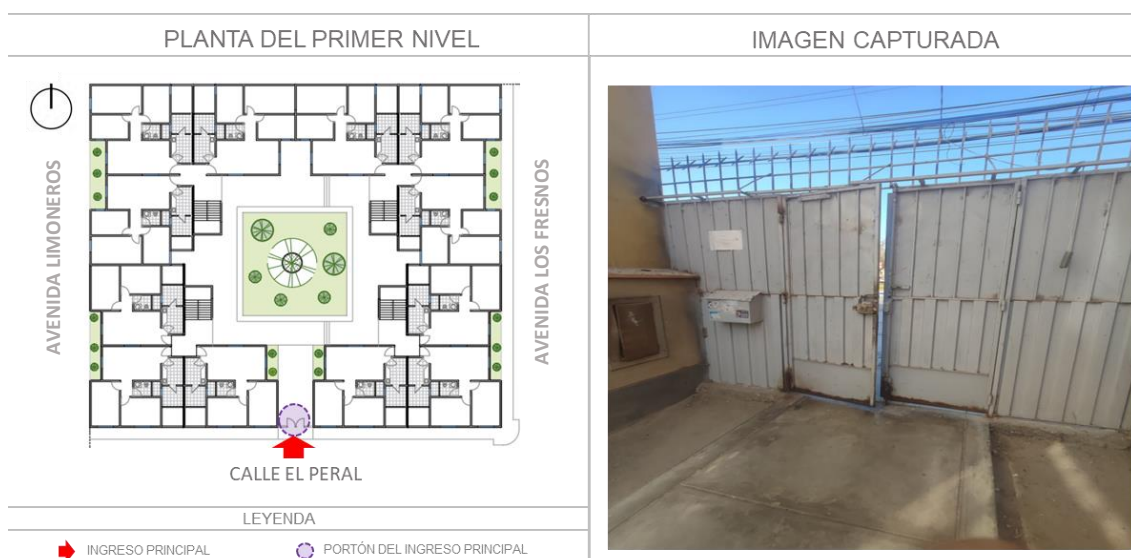 PLANTA DEL PRIMER NIVEL
IMAGEN CAPTURADA
AVENIDA LIMONEROS
AVENIDA LOS FRESNOS
CALLE EL PERAL
LEYENDA
INGRESO PRINCIPAL
PORTÓN DEL INGRESO PRINCIPAL